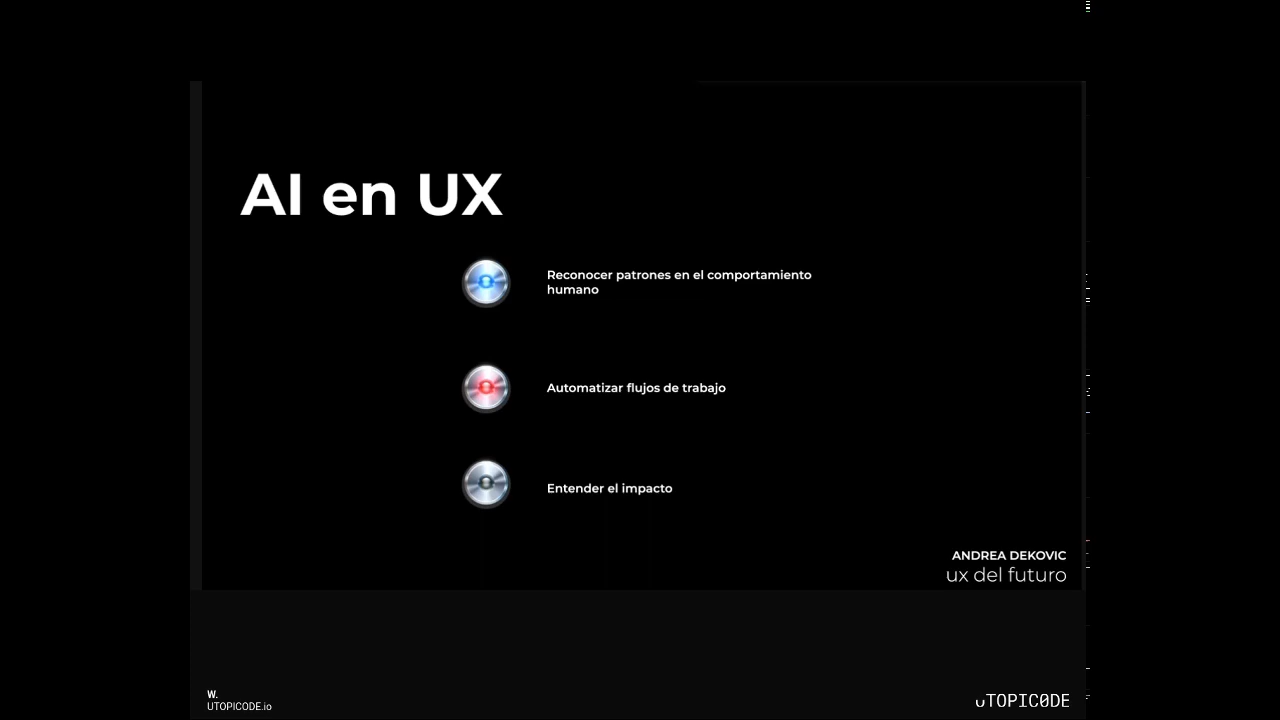 AI en UX
Reconocer patrones en el comportamiento
humano
Automatizar flujos de trabajo
Entender el impacto
ANDREA DEKOVIC
ux del futuro
W.
UTOPICODE.io
uTOPIC0DE